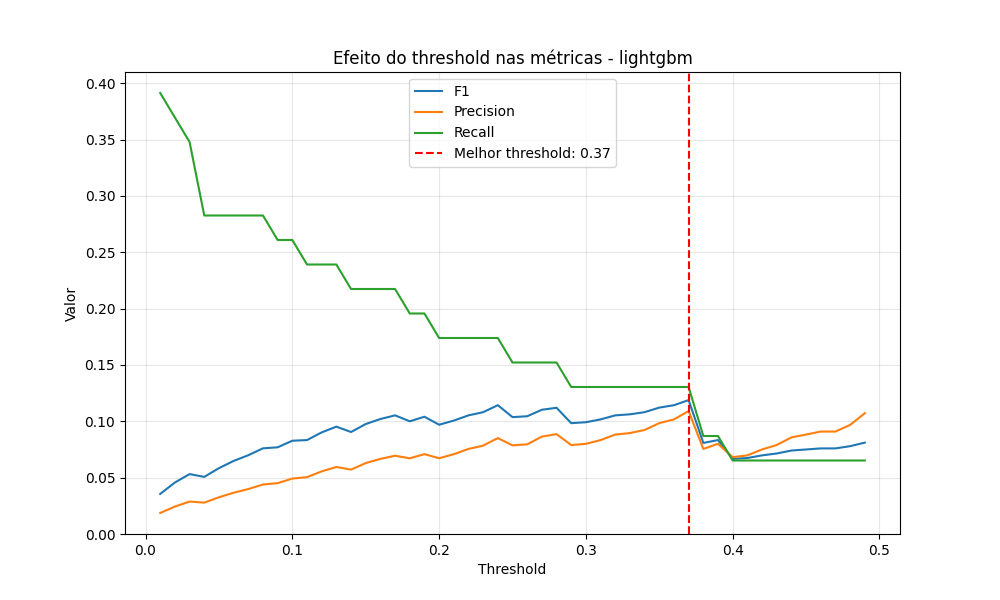 Efeito do threshold nas métricas - lightgbm
F1
Precision
Recall
Melhor threshold: 0.37
Valor
0.40
0.35
0.30
0.25
0.20
0.15
0.10
0.05
0.00
0.0 0.1 0.2 0.3 0.4 0.5
Threshold